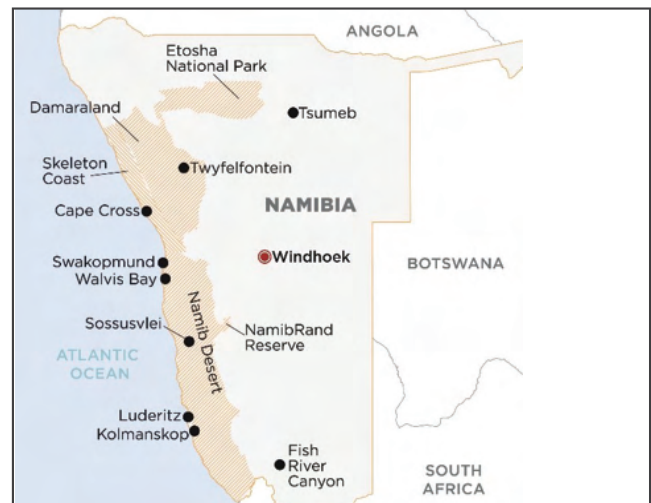 ANGOLA
Etosha
National Park
Damaraland
Tsumeb
Skeleton
Coast
Twyfelfontein
Cape Cross
NAMIBIA
Windhoek
BOTSWANA
Swakopmund
Walvis Bay
Namib Desert
Sossusvlei
NamibRand
Reserve
ATLANTIC
OCEAN
Luderitz
Kolmanskop
Fish
River
Canyon
SOUTH
AFRICA